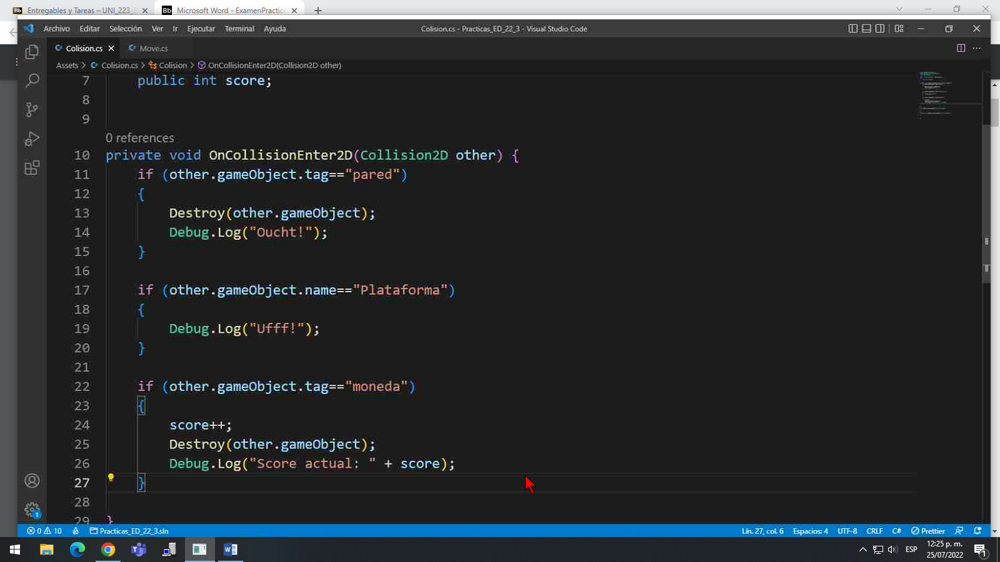 Entregables y Tareas – UNI_223_
Microsoft Word - ExamenPractico
Archivo Editar Selección Ver Ir Ejecutar Terminal Ayuda
Colision.cs - Practicas_ED_22_3 - Visual Studio Code
Colision.cs
Move.cs
Assets > Colision.cs > Colision > OnCollisionEnter2D(Collision2D other)
7 public int score;
8
9
0 references
10 private void OnCollisionEnter2D(Collision2D other) {
11 if (other.gameObject.tag=="pared")
12 {
13 Destroy(other.gameObject);
14 Debug.Log("Oucht!");
15 }
16
17 if (other.gameObject.name=="Plataforma")
18 {
19 Debug.Log("Ufff!");
20 }
21
22 if (other.gameObject.tag=="moneda")
23 {
24 score++;
25 Destroy(other.gameObject);
26 Debug.Log("Score actual: " + score);
27 }
28
29 }
1
0 10 Practicas_ED_22_3.sln
Lín. 27, col. 6 Espacios: 4 UTF-8 CRLF C# Prettier
ESP
12:25 p. m.
25/07/2022
1